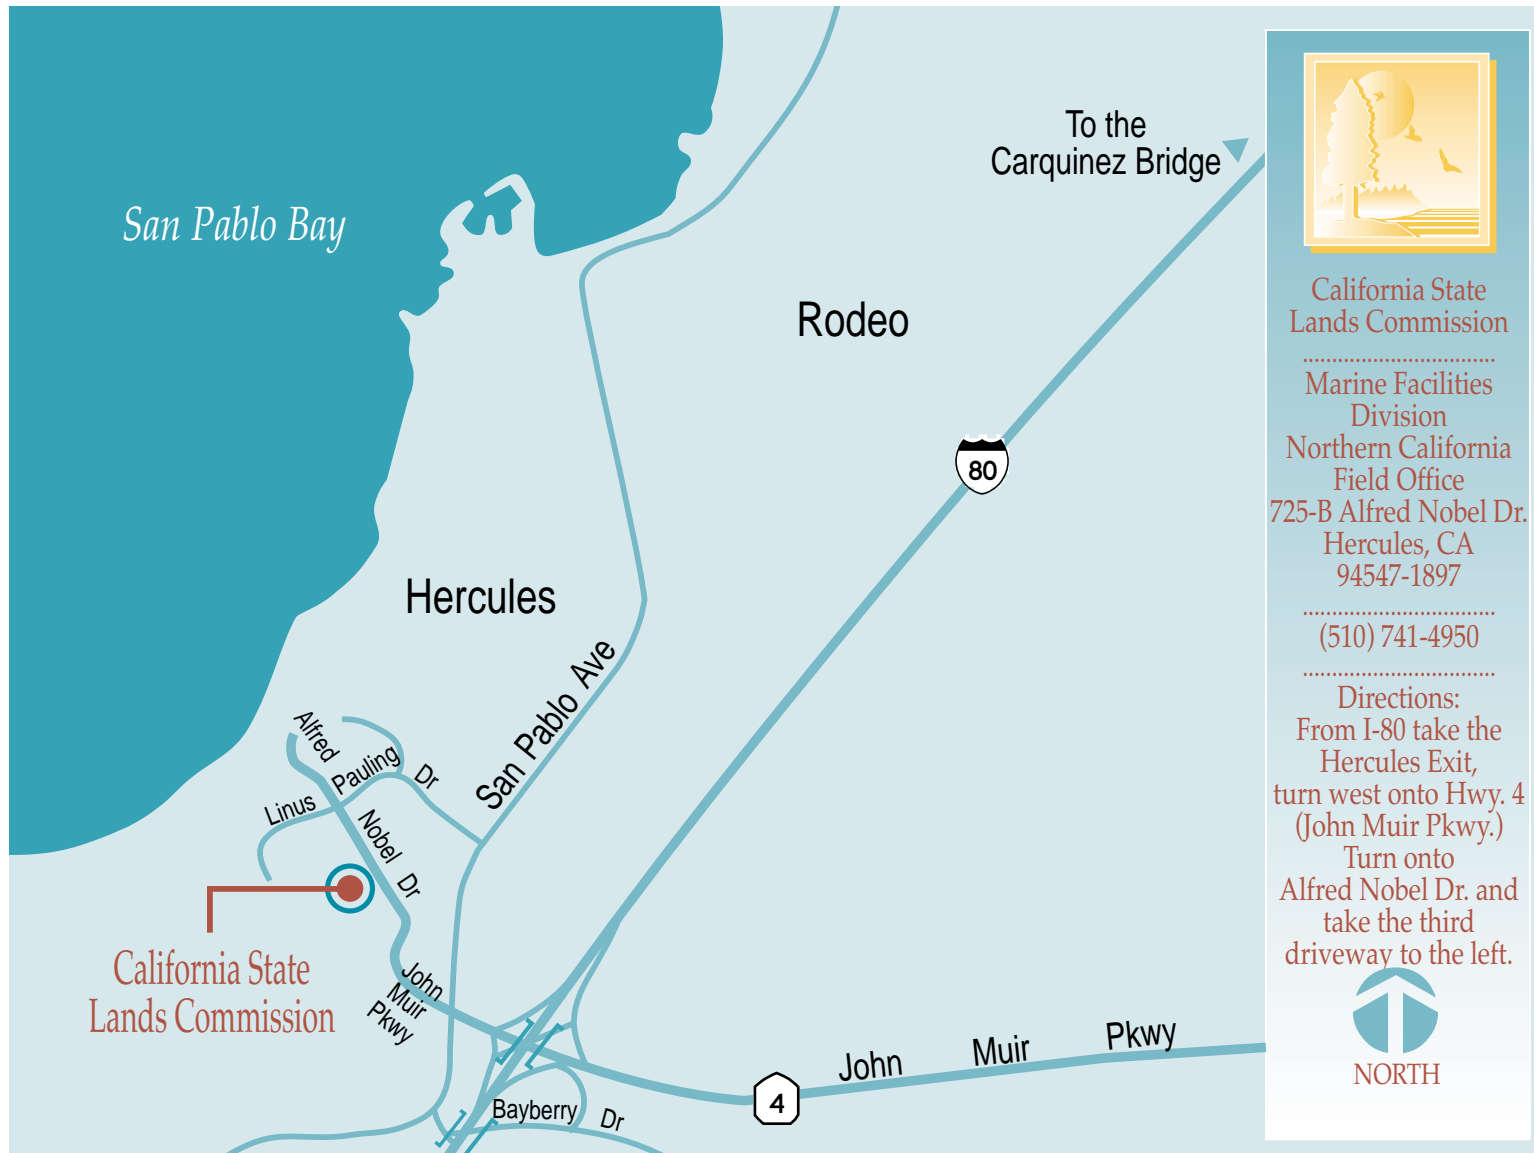 To the
Carquinez Bridge
San Pablo Bay
Rodeo
80
Hercules
San Pablo Ave
Alfred Nobel Dr
Linus Pauling Dr
California State
Lands Commission
John
Muir
Pkwy
John Muir Pkwy
4
Bayberry Dr
California State
Lands Commission
................................
Marine Facilities
Division
Northern California
Field Office
725-B Alfred Nobel Dr.
Hercules, CA
94547-1897
................................
(510) 741-4950
................................
Directions:
From I-80 take the
Hercules Exit,
turn west onto Hwy. 4
(John Muir Pkwy.)
Turn onto
Alfred Nobel Dr. and
take the third
driveway to the left.
NORTH